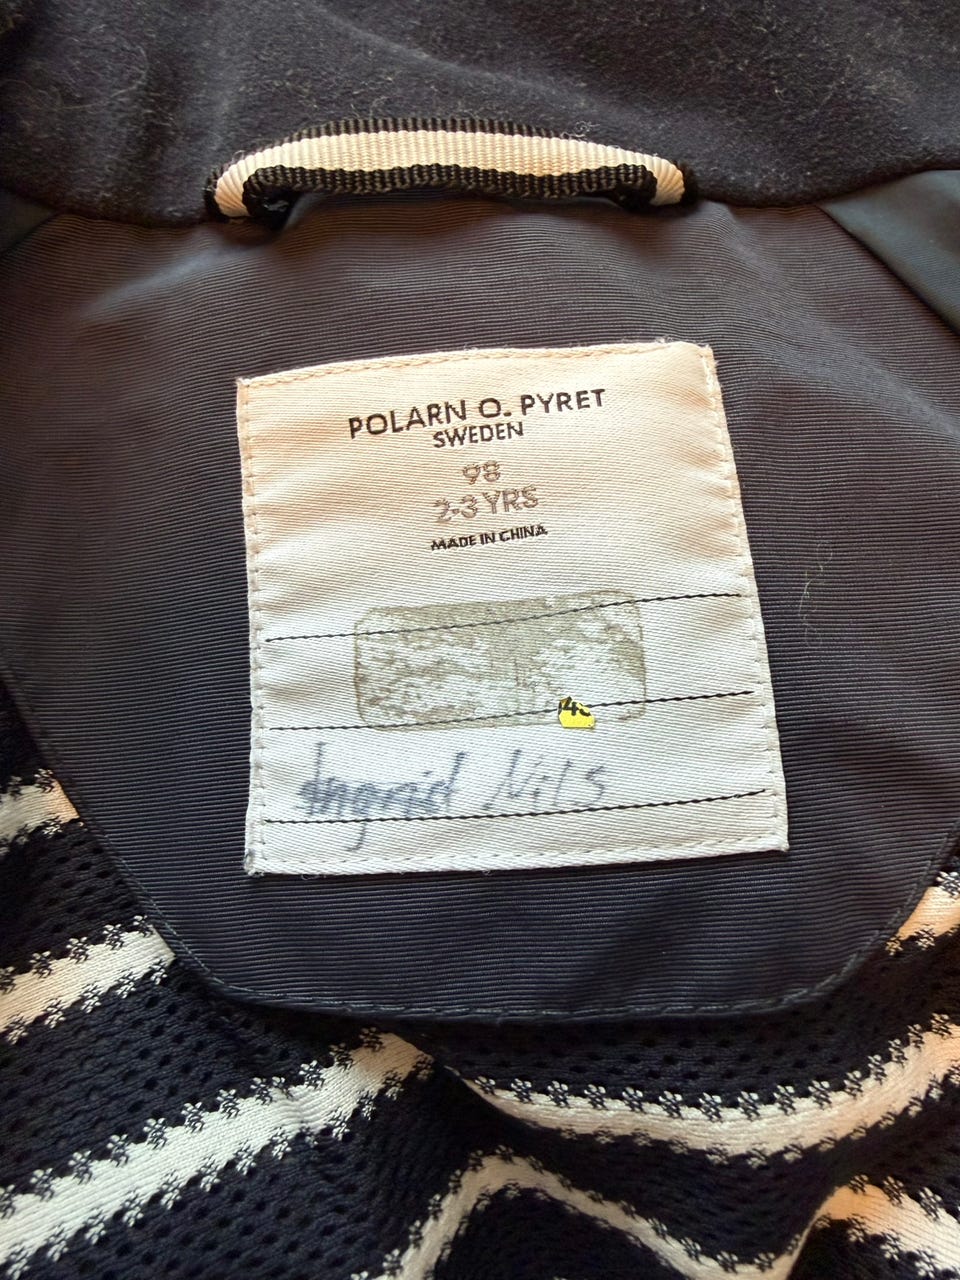 POLARN O. PYRET
SWEDEN
98
2-3 YRS
MADE IN CHINA
Ingrid Nils